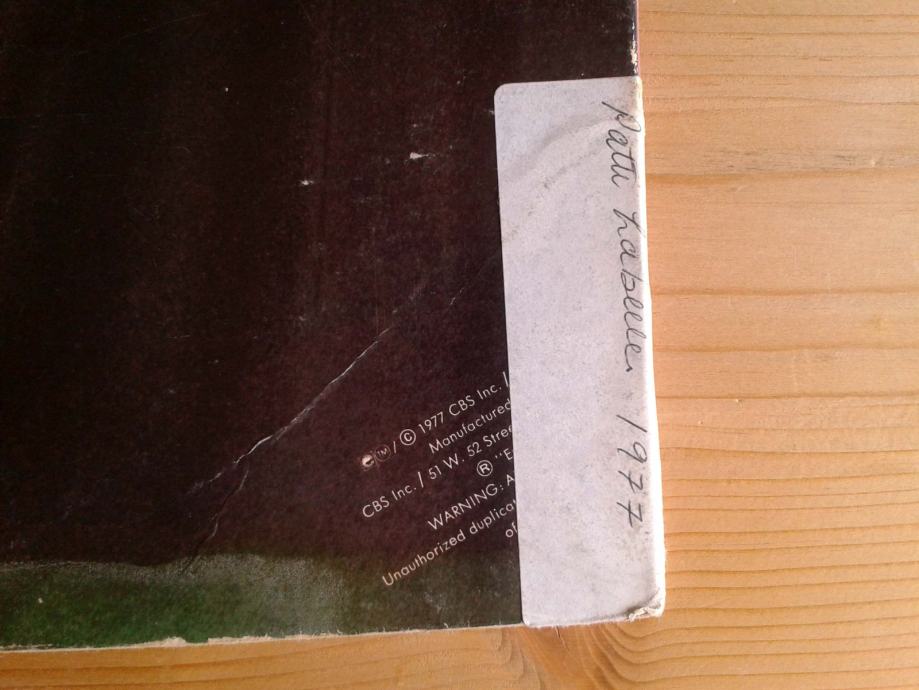 ℗/© 1977 CBS Inc. /
Manufactured
CBS Inc. / 51 W. 52 Stree
® "E
WARNING: A
Unauthorized duplica
of
Patti Labelle. 1977